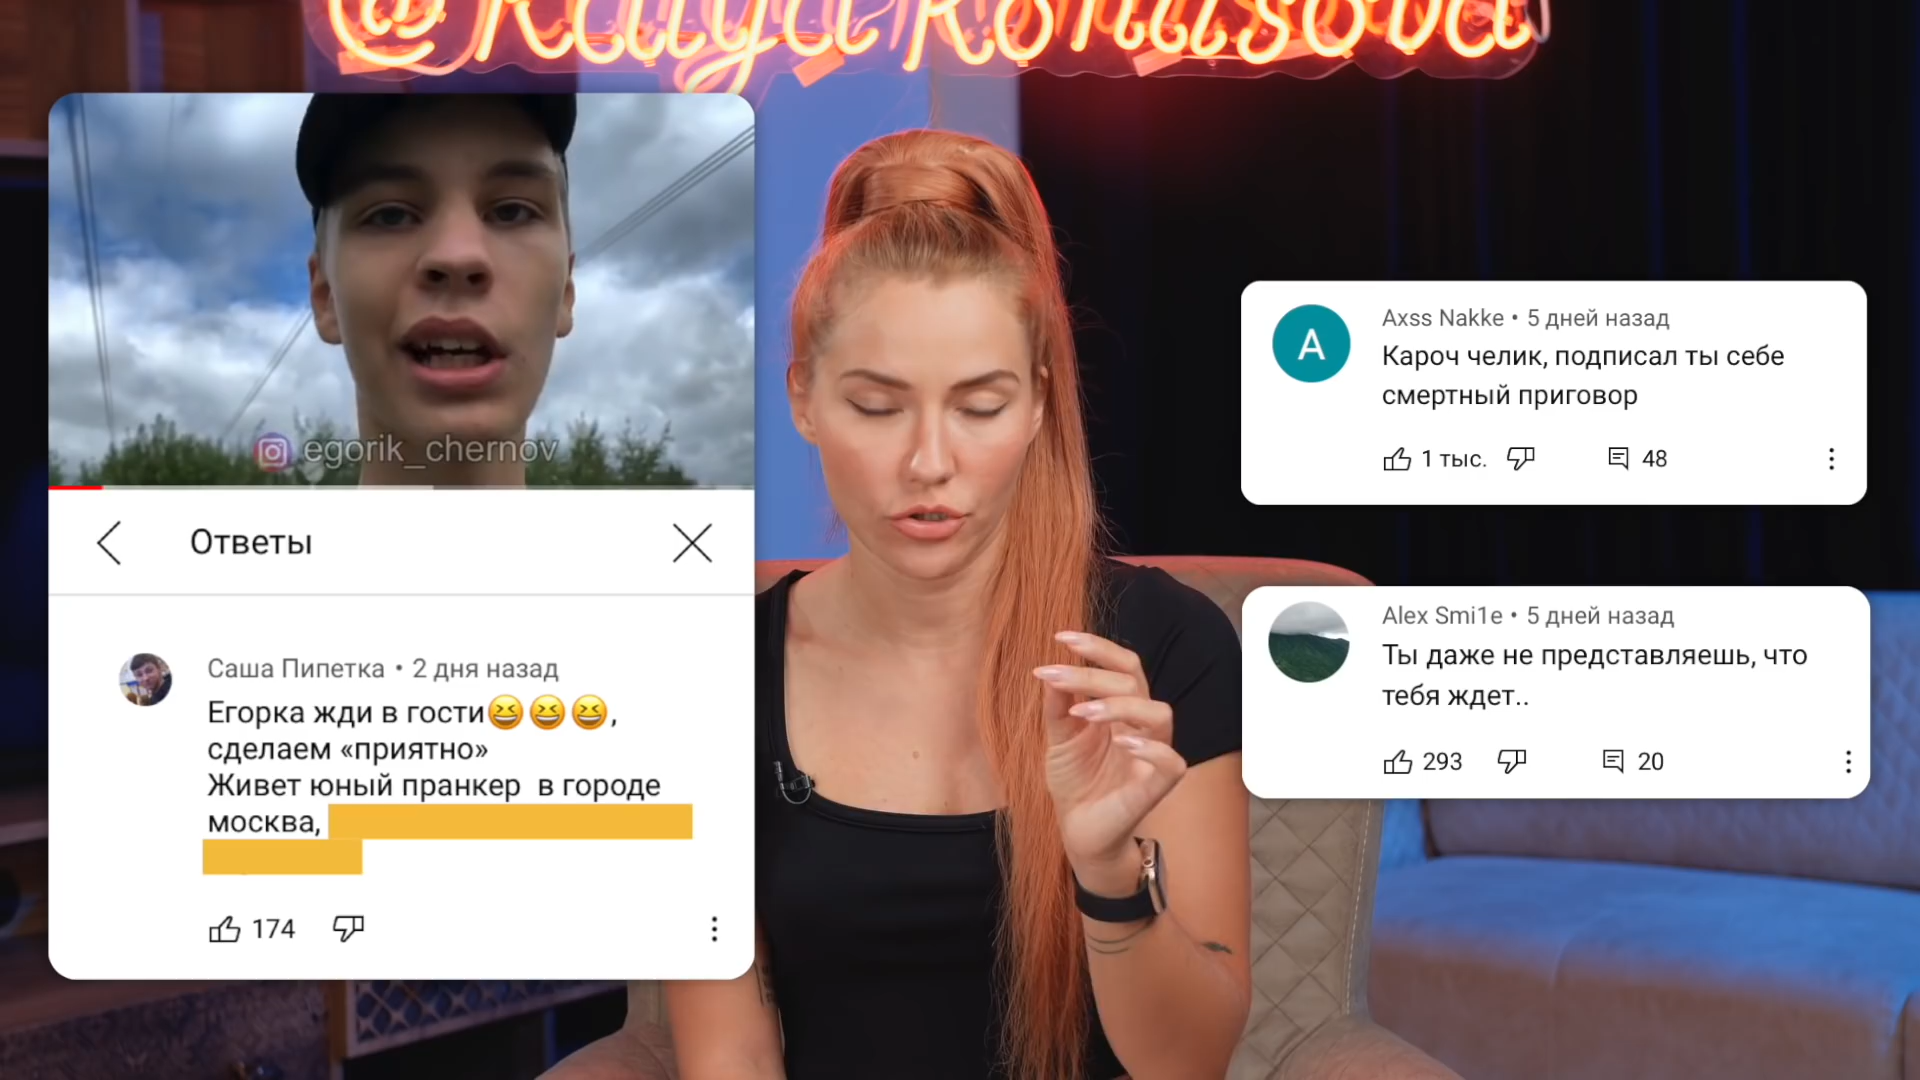 @KatyaKonasova
egorik_chernov
Ответы
Саша Пипетка • 2 дня назад
Егорка жди в гости😆😆😆,
сделаем «приятно»
Живет юный пранкер в городе
москва,
174
Axss Nakke • 5 дней назад
Кароч челик, подписал ты себе
смертный приговор
1 тыс.
48
Alex Smi1e • 5 дней назад
Ты даже не представляешь, что
тебя ждет..
293
20